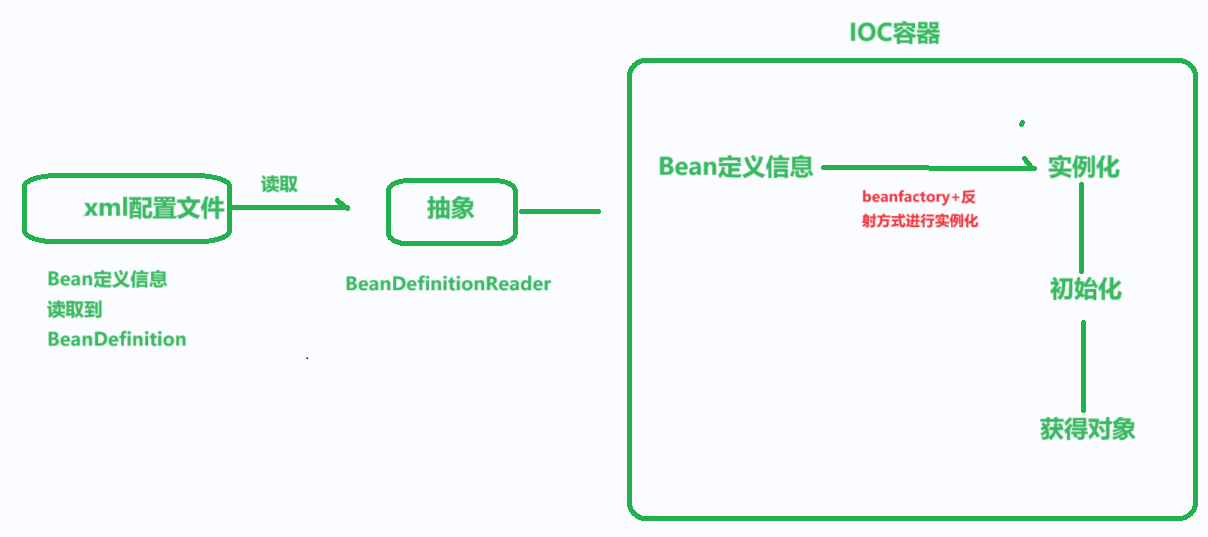 IOC容器
xml配置文件
读取
抽象
Bean定义信息
读取到
BeanDefinition
BeanDefinitionReader
Bean定义信息
beanfactory+反
射方式进行实例化
实例化
初始化
获得对象